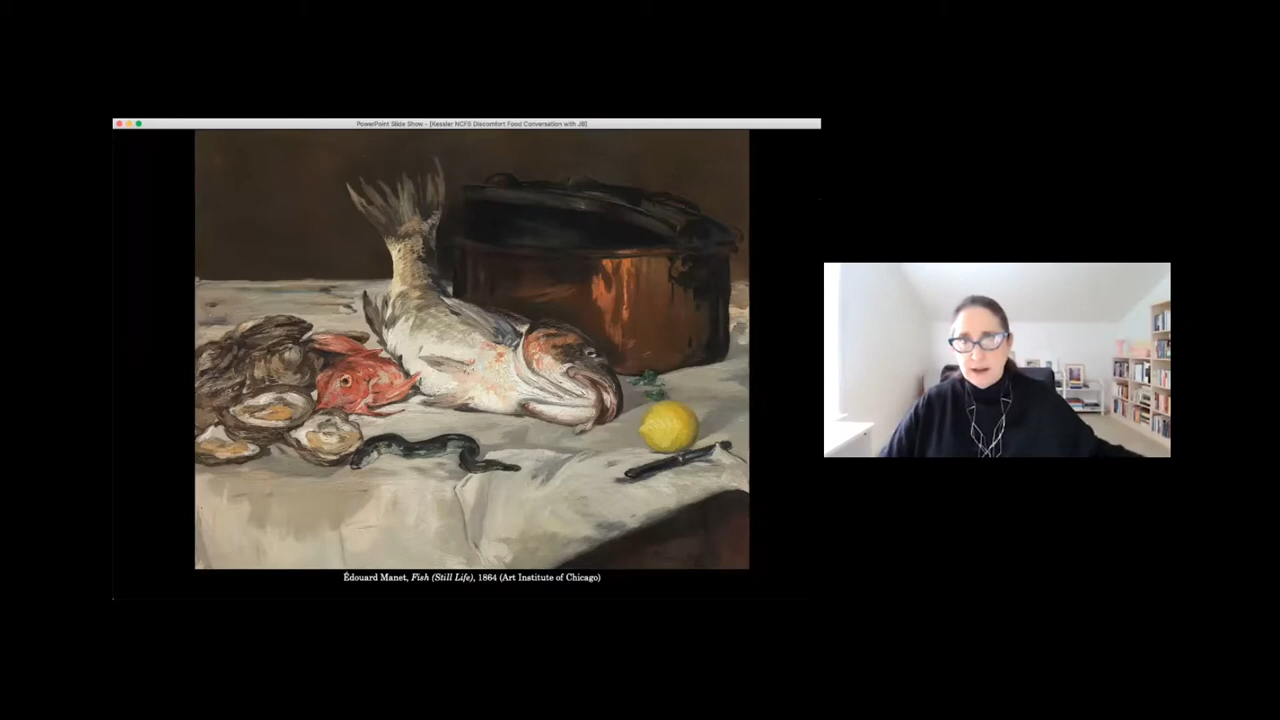 PowerPoint Slide Show - [Kessler NCFS Discomfort Food Conversation with JB]
Édouard Manet, Fish (Still Life), 1864 (Art Institute of Chicago)